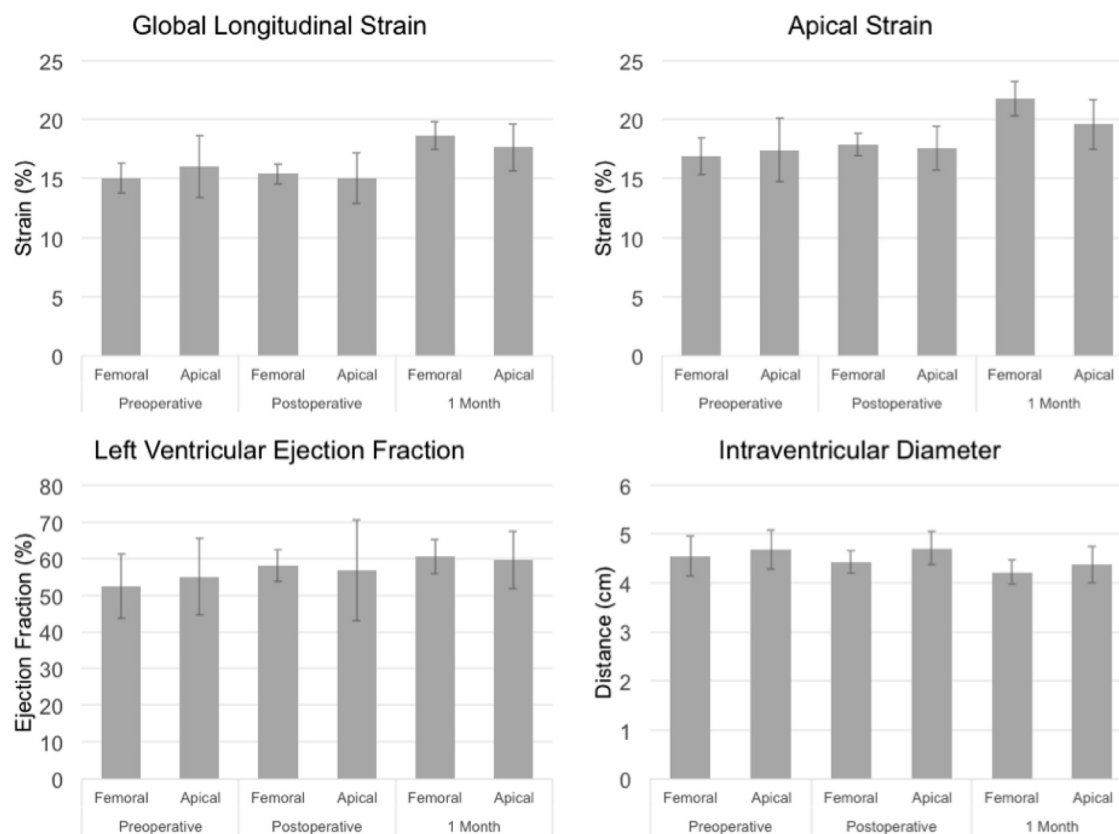 Global Longitudinal Strain
Strain (%)
25
20
15
10
5
0
Femoral Apical Femoral Apical Femoral Apical
Preoperative Postoperative 1 Month
Apical Strain
Strain (%)
25
20
15
10
5
0
Femoral Apical Femoral Apical Femoral Apical
Preoperative Postoperative 1 Month
Left Ventricular Ejection Fraction
Ejection Fraction (%)
80
70
60
50
40
30
20
10
0
Femoral Apical Femoral Apical Femoral Apical
Preoperative Postoperative 1 Month
Intraventricular Diameter
Distance (cm)
6
5
4
3
2
1
0
Femoral Apical Femoral Apical Femoral Apical
Preoperative Postoperative 1 Month